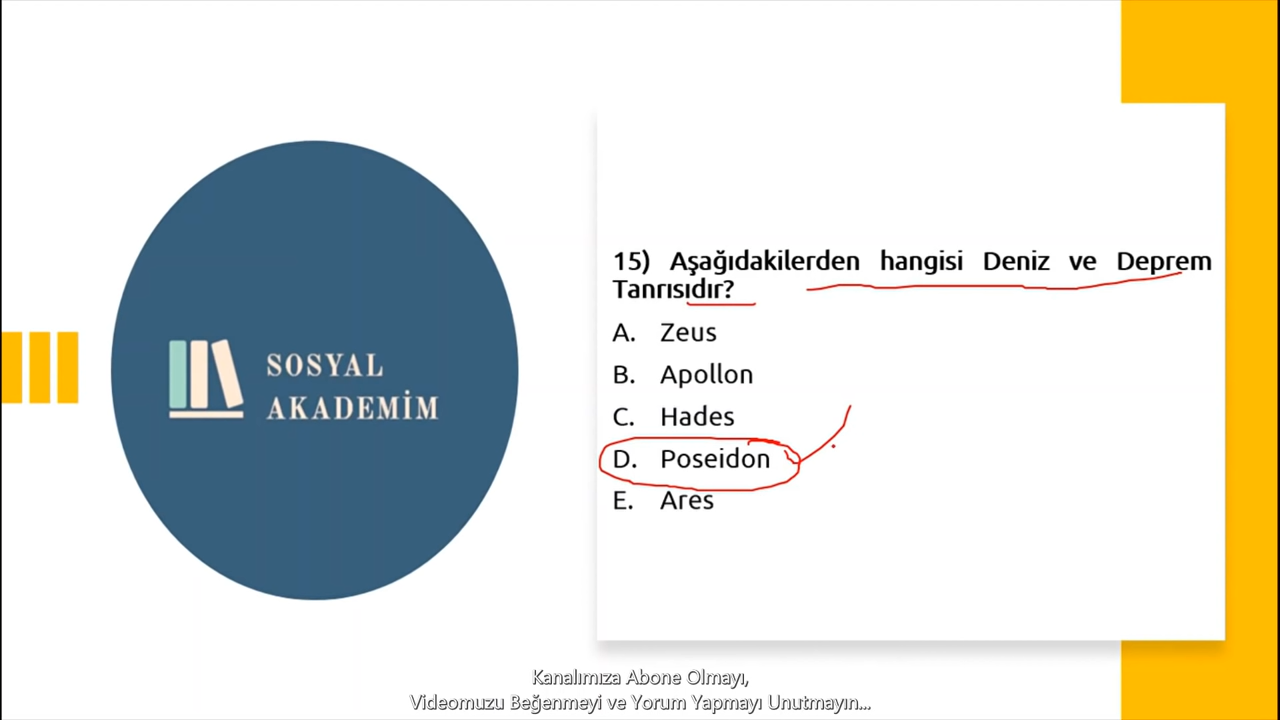 SOSYAL
AKADEMİM
15) Aşağıdakilerden hangisi Deniz ve Deprem
Tanrısıdır?
A. Zeus
B. Apollon
C. Hades
D. Poseidon
E. Ares
Kanalımıza Abone Olmayı,
Videomuzu Beğenmeyi ve Yorum Yapmayı Unutmayın...